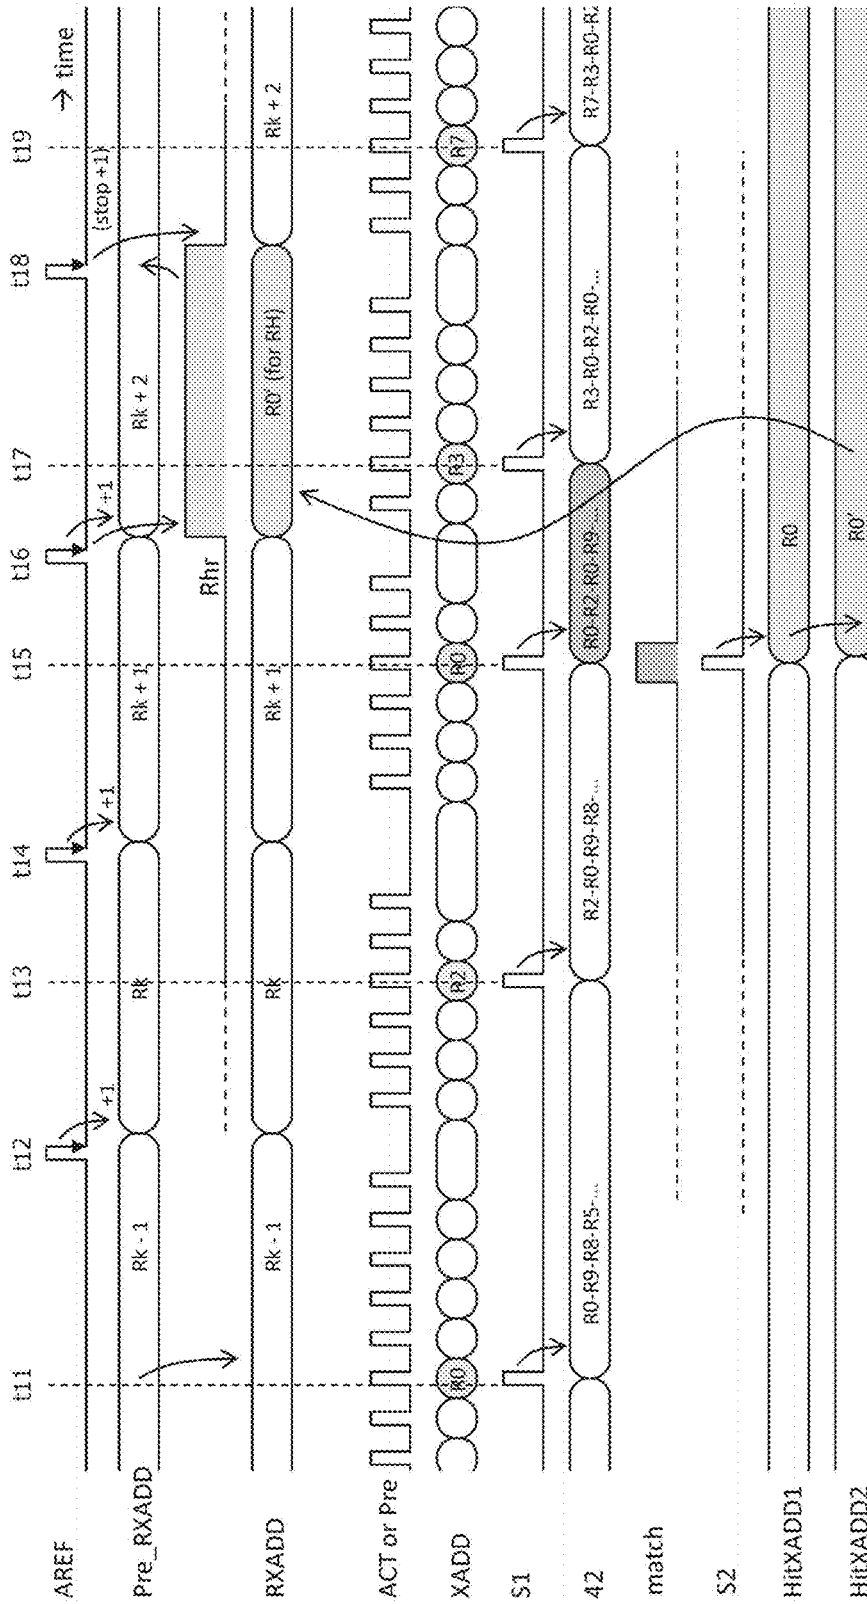 t11 t12 t13 t14 t15 t16 t17 t18 t19
→ time
AREF
+1 +1 +1 (stop +1)
Pre_RXADD Rk - 1 Rk Rk + 1 Rk + 2
Rhr
RXADD Rk - 1 Rk Rk + 1 R0' (for RH) Rk + 2
ACT or Pre
XADD R0 R2 R0 R3 R7
S1
42 R0-R9-R8-R5-... R2-R0-R9-R8-... R0-R2-R0-R9-... R3-R0-R2-R0-... R7-R3-R0-R2
match
S2
HitXADD1 R0
HitXADD2 R0'